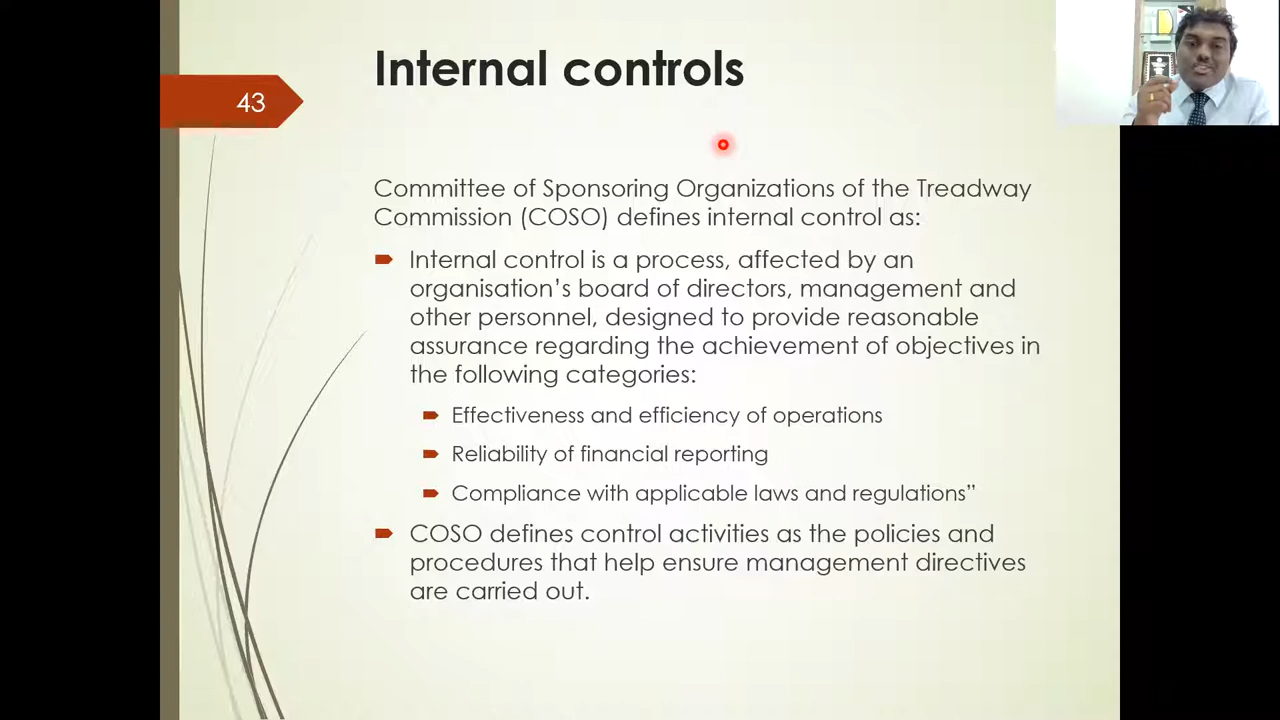 Internal controls
43
Committee of Sponsoring Organizations of the Treadway
Commission (COSO) defines internal control as:
Internal control is a process, affected by an
organisation’s board of directors, management and
other personnel, designed to provide reasonable
assurance regarding the achievement of objectives in
the following categories:
Effectiveness and efficiency of operations
Reliability of financial reporting
Compliance with applicable laws and regulations”
COSO defines control activities as the policies and
procedures that help ensure management directives
are carried out.